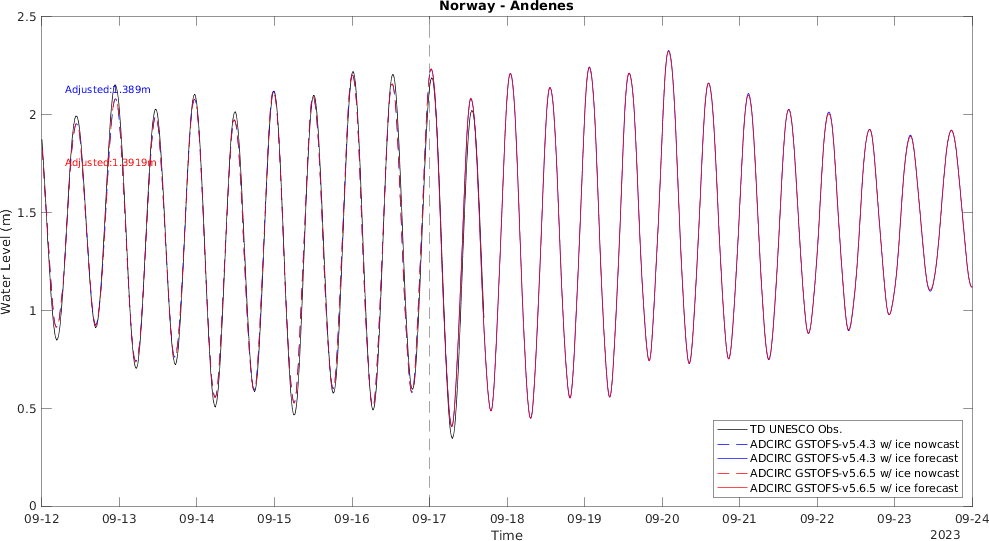 Norway - Andenes
2.5
Adjusted:1.389m
2
Adjusted:1.3919m
1.5
Water Level (m)
1
0.5
TD UNESCO Obs.
ADCIRC GSTOFS-v5.4.3 w/ ice nowcast
ADCIRC GSTOFS-v5.4.3 w/ ice forecast
ADCIRC GSTOFS-v5.6.5 w/ ice nowcast
ADCIRC GSTOFS-v5.6.5 w/ ice forecast
0
09-12 09-13 09-14 09-15 09-16 09-17 09-18 09-19 09-20 09-21 09-22 09-23 09-24
Time
2023